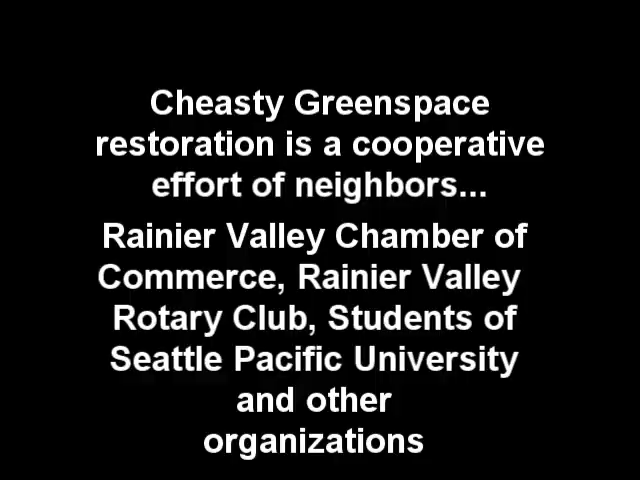 Cheasty Greenspace
restoration is a cooperative
effort of neighbors...
Rainier Valley Chamber of
Commerce, Rainier Valley
Rotary Club, Students of
Seattle Pacific University
and other
organizations